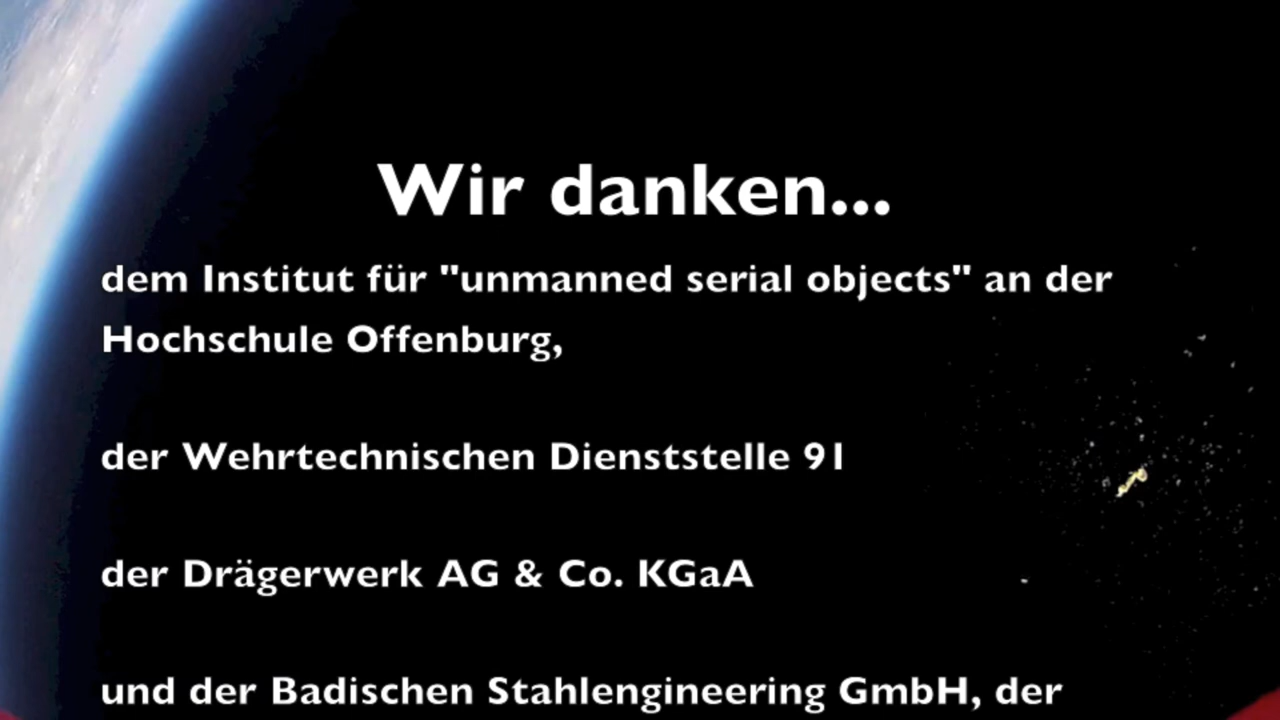 Wir danken...
dem Institut für "unmanned serial objects" an der
Hochschule Offenburg,
der Wehrtechnischen Dienststelle 91
der Drägerwerk AG & Co. KGaA
und der Badischen Stahlengineering GmbH, der